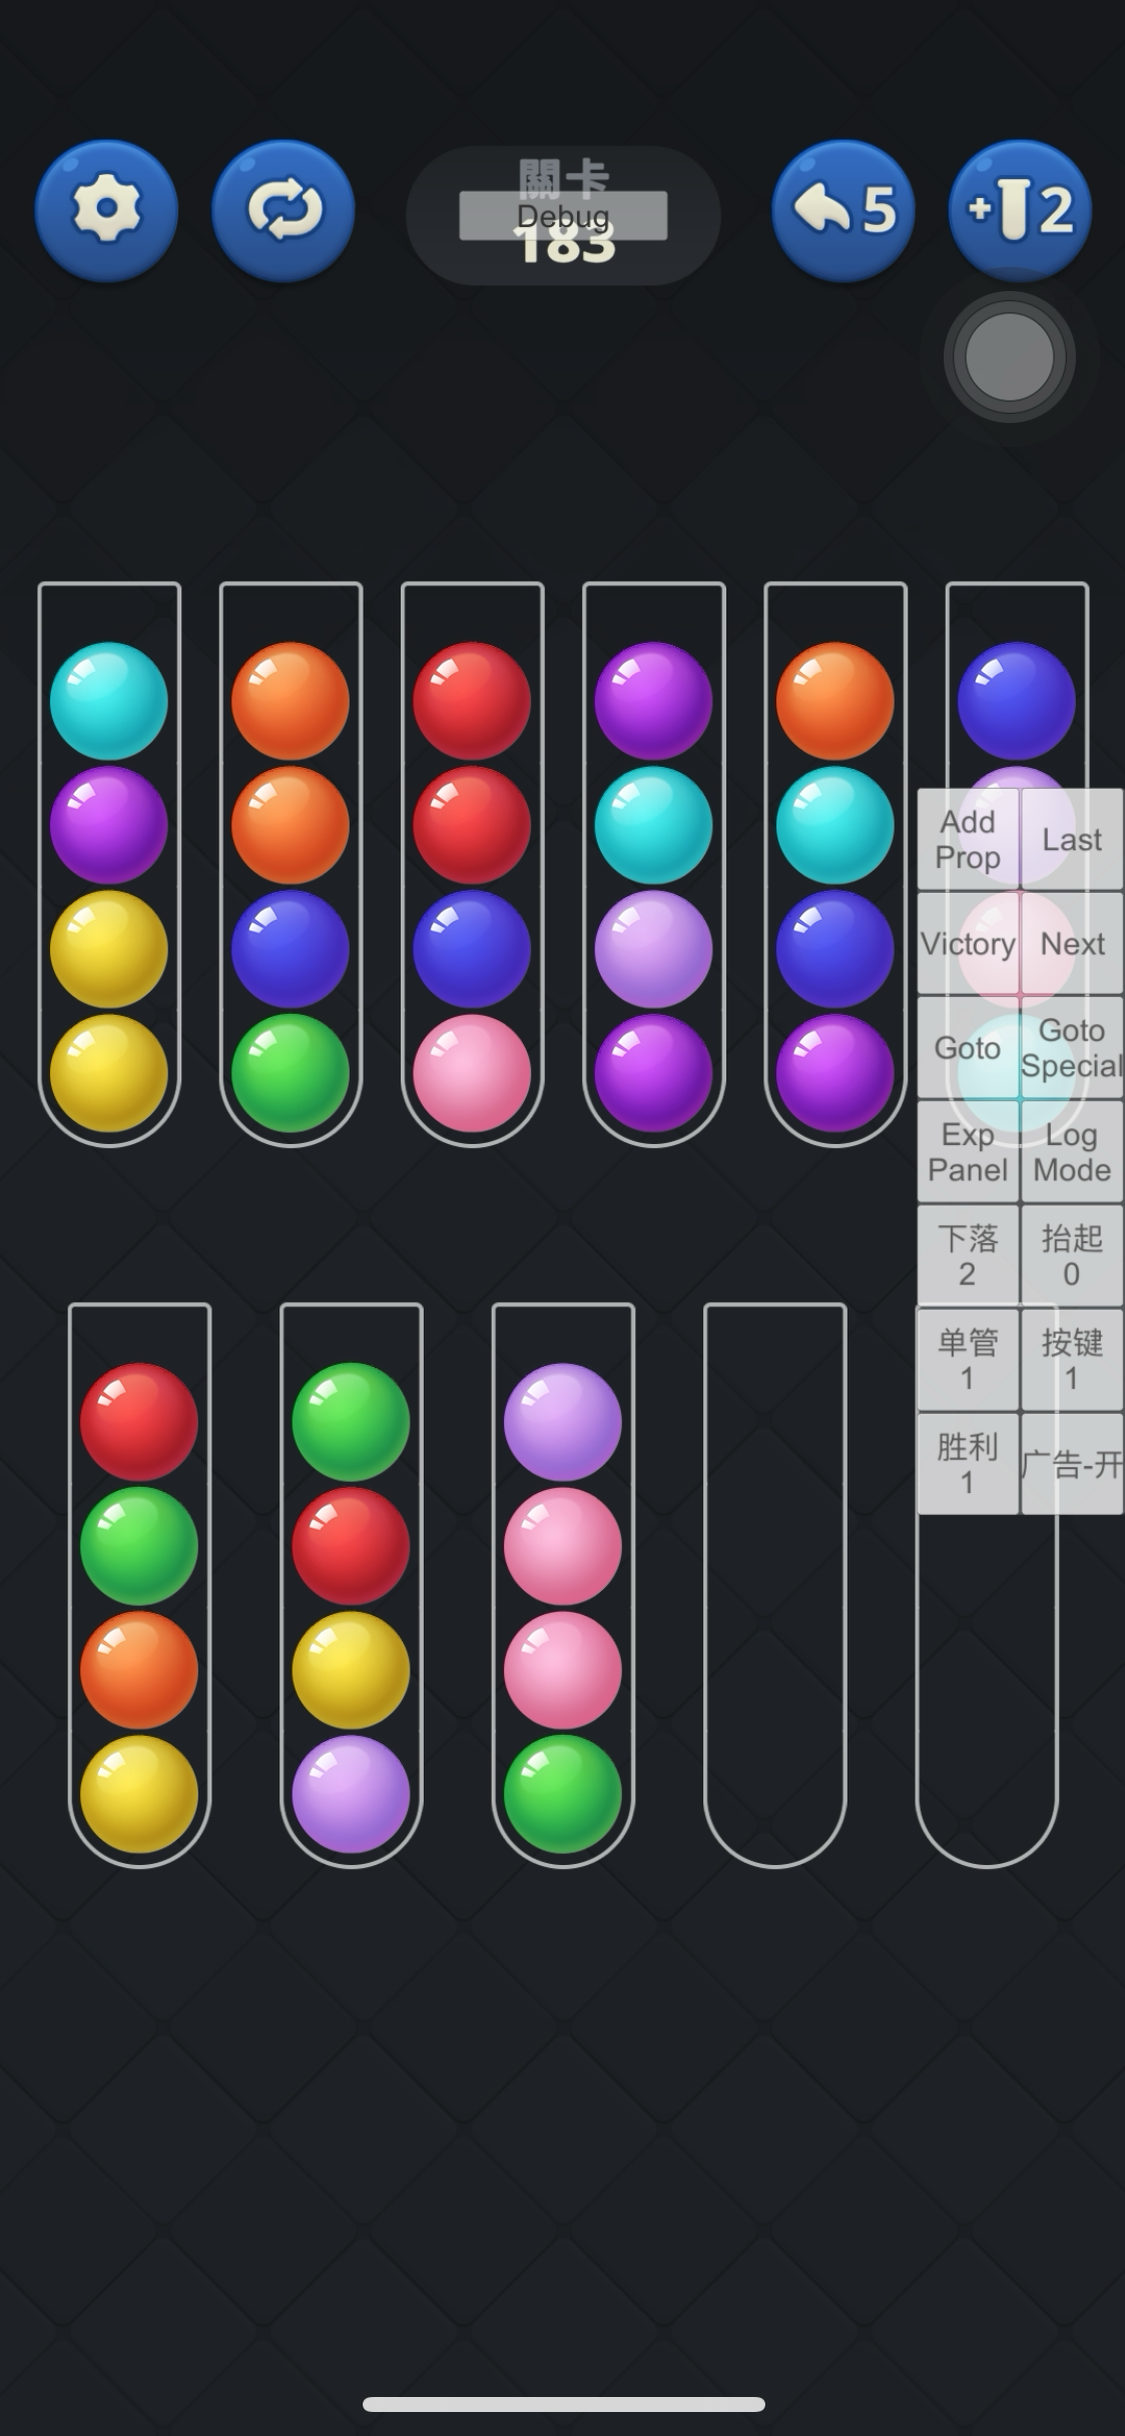 關卡
Debug
183
5
+ 2
Add Prop
Last
Victory
Next
Goto
Goto Special
Exp Panel
Log Mode
下落
2
抬起
0
单管
1
按键
1
胜利
1
广告-开